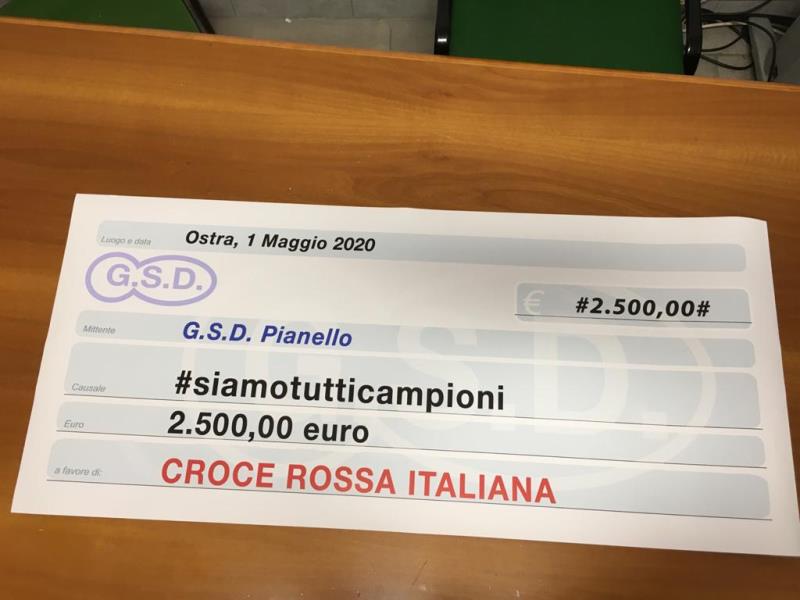 Luogo e data Ostra, 1 Maggio 2020
G.S.D.
€ #2.500,00#
Mittente G.S.D. Pianello
Causale #siamotutticampioni
Euro 2.500,00 euro
a favore di: CROCE ROSSA ITALIANA
G.S.D.